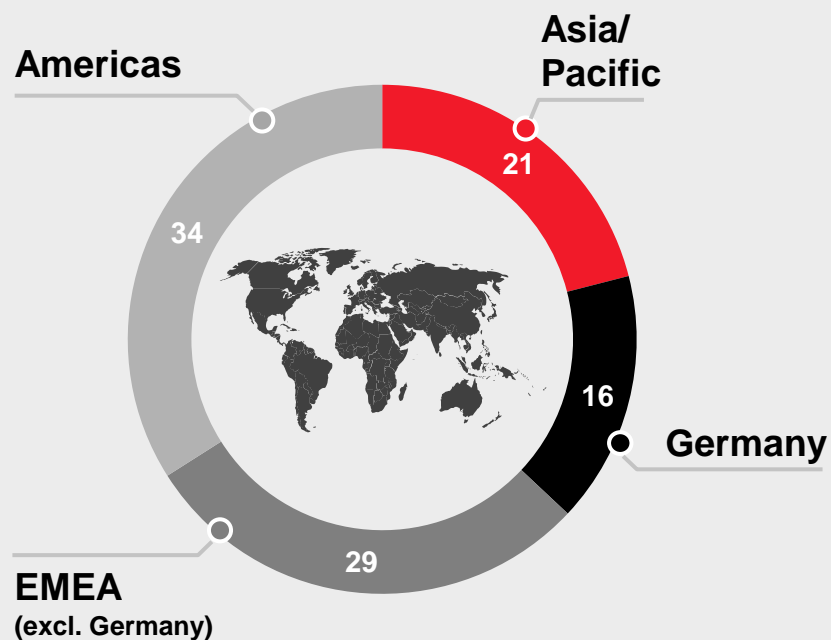 Americas
Asia/
Pacific
21
34
16
Germany
29
EMEA
(excl. Germany)